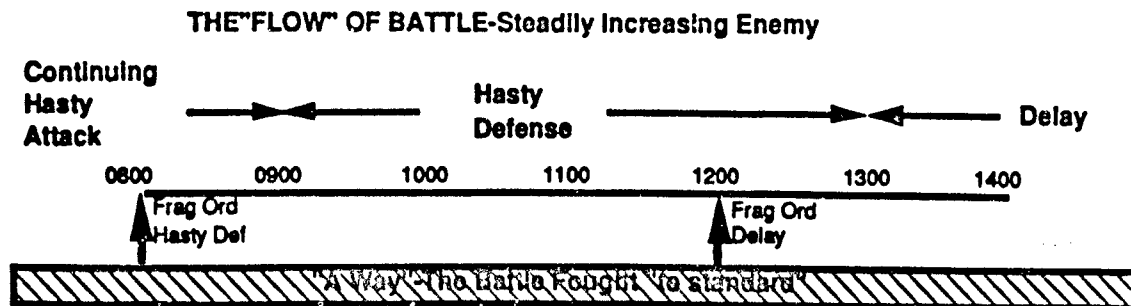 THE"FLOW" OF BATTLE-Steadily Increasing Enemy
Continuing
Hasty
Attack
Hasty
Defense
Delay
0800 0900 1000 1100 1200 1300 1400
Frag Ord
Hasty Def
Frag Ord
Delay
"A Way"-The Battle Fought "to standard"